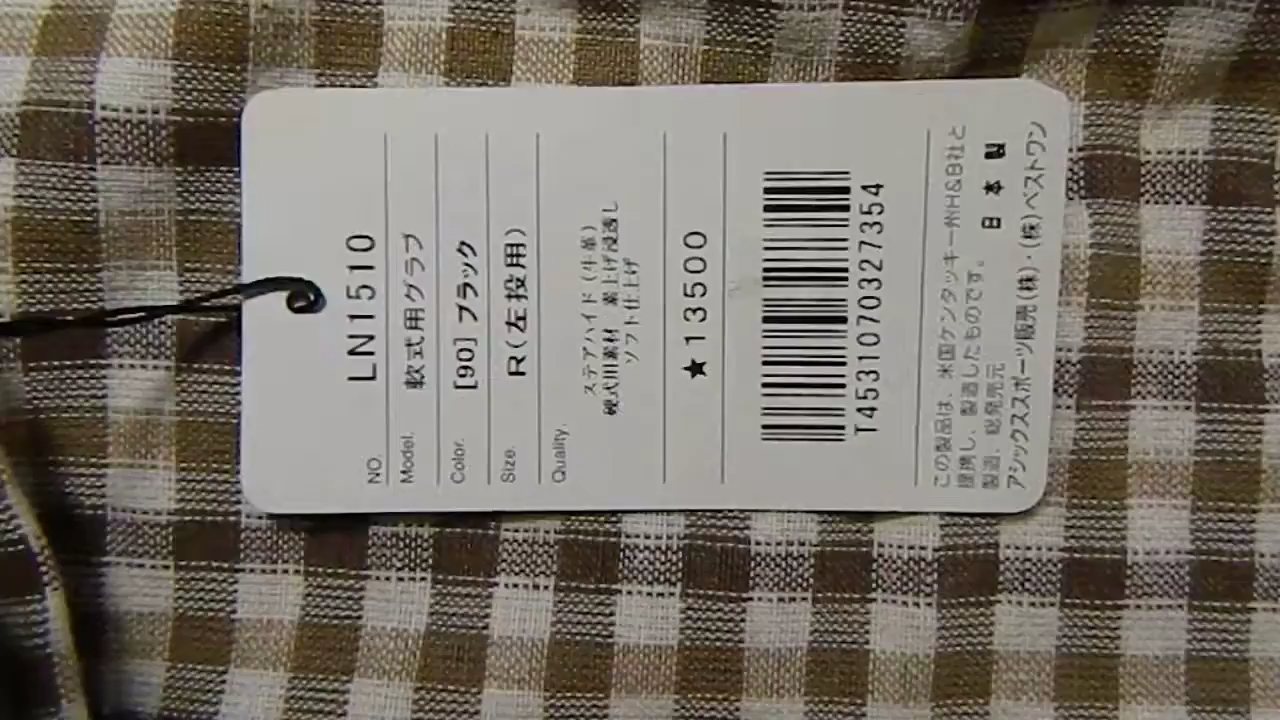 NO. LN1510
Model. 軟式用グラブ
Color. [90] ブラック
Size. R(左投用)
Quality.
ステアハイド(牛革)
硬式用素材 素上げ浸透し
ソフト仕上げ
★13500
T4531070327354
この製品は、米国ケンタッキー州H&B社と
提携し、製造したものです。
日本製
製造、総発売元
アシックススポーツ販売(株)・(株)ベストワン